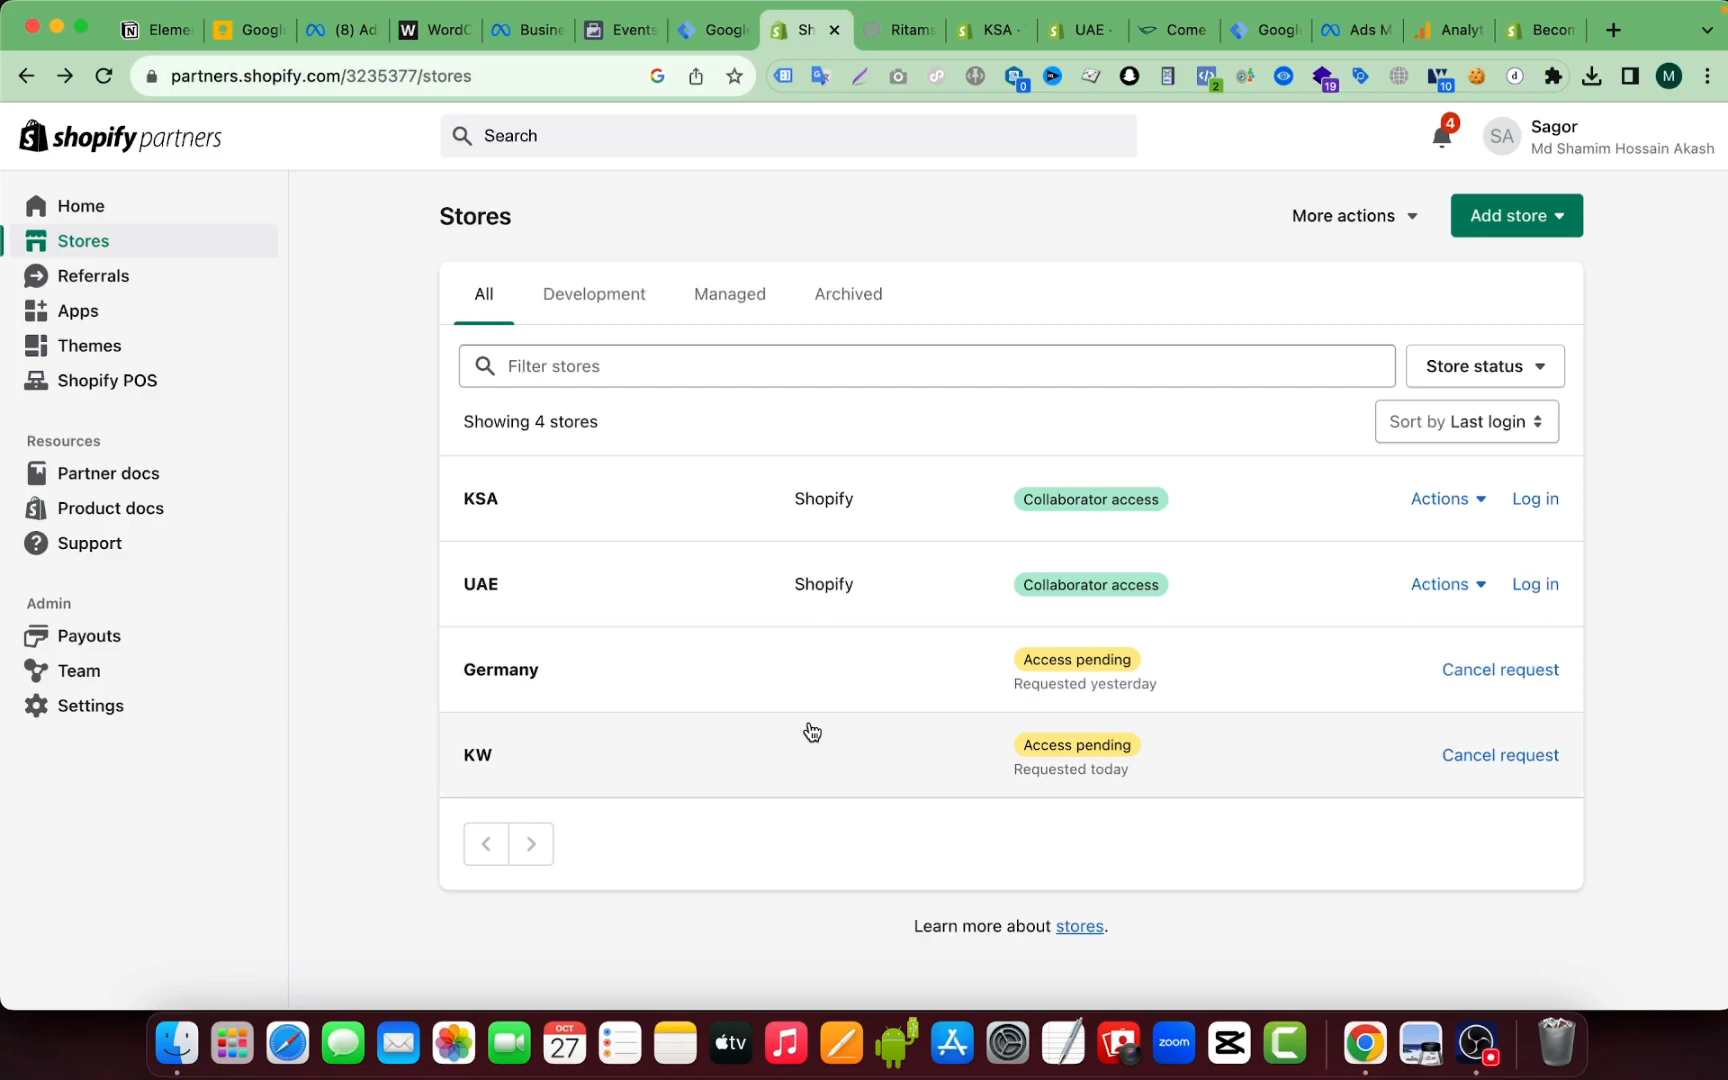 Eleme
Googl
(8) Ad
WordC
Busine
Events
Googl
Sh
Ritams
KSA ·
UAE ·
Come
Googl
Ads M
Analyt
Becon
partners.shopify.com/3235377/stores
0
2
19
10
d
M
shopify partners
Search
4
SA
Sagor
Md Shamim Hossain Akash
Home
Stores
Referrals
Apps
Themes
Shopify POS
Resources
Partner docs
Product docs
Support
Admin
Payouts
Team
Settings
Stores
More actions
Add store
All
Development
Managed
Archived
Filter stores
Store status
Showing 4 stores
Sort by Last login
KSA
Shopify
Collaborator access
Actions
Log in
UAE
Shopify
Collaborator access
Actions
Log in
Germany
Access pending
Requested yesterday
Cancel request
KW
Access pending
Requested today
Cancel request
Learn more about stores.
OCT
27
tv
zoom